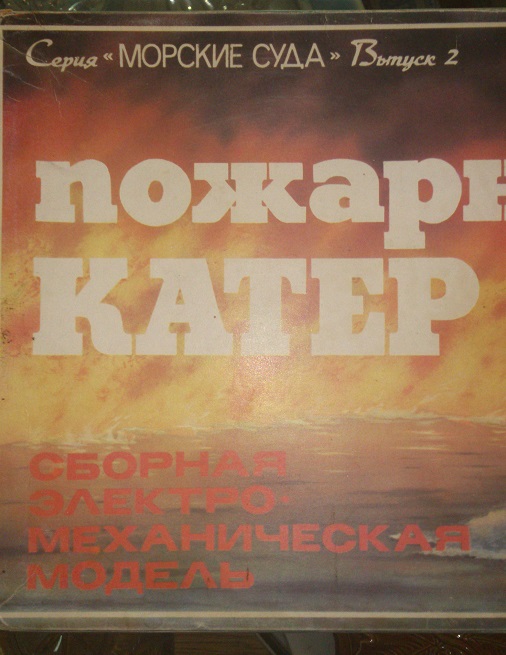 Серия «МОРСКИЕ СУДА» Выпуск 2
пожарн
КАТЕР
СБОРНАЯ
ЭЛЕКТРО-
МЕХАНИЧЕСКАЯ
МОДЕЛЬ